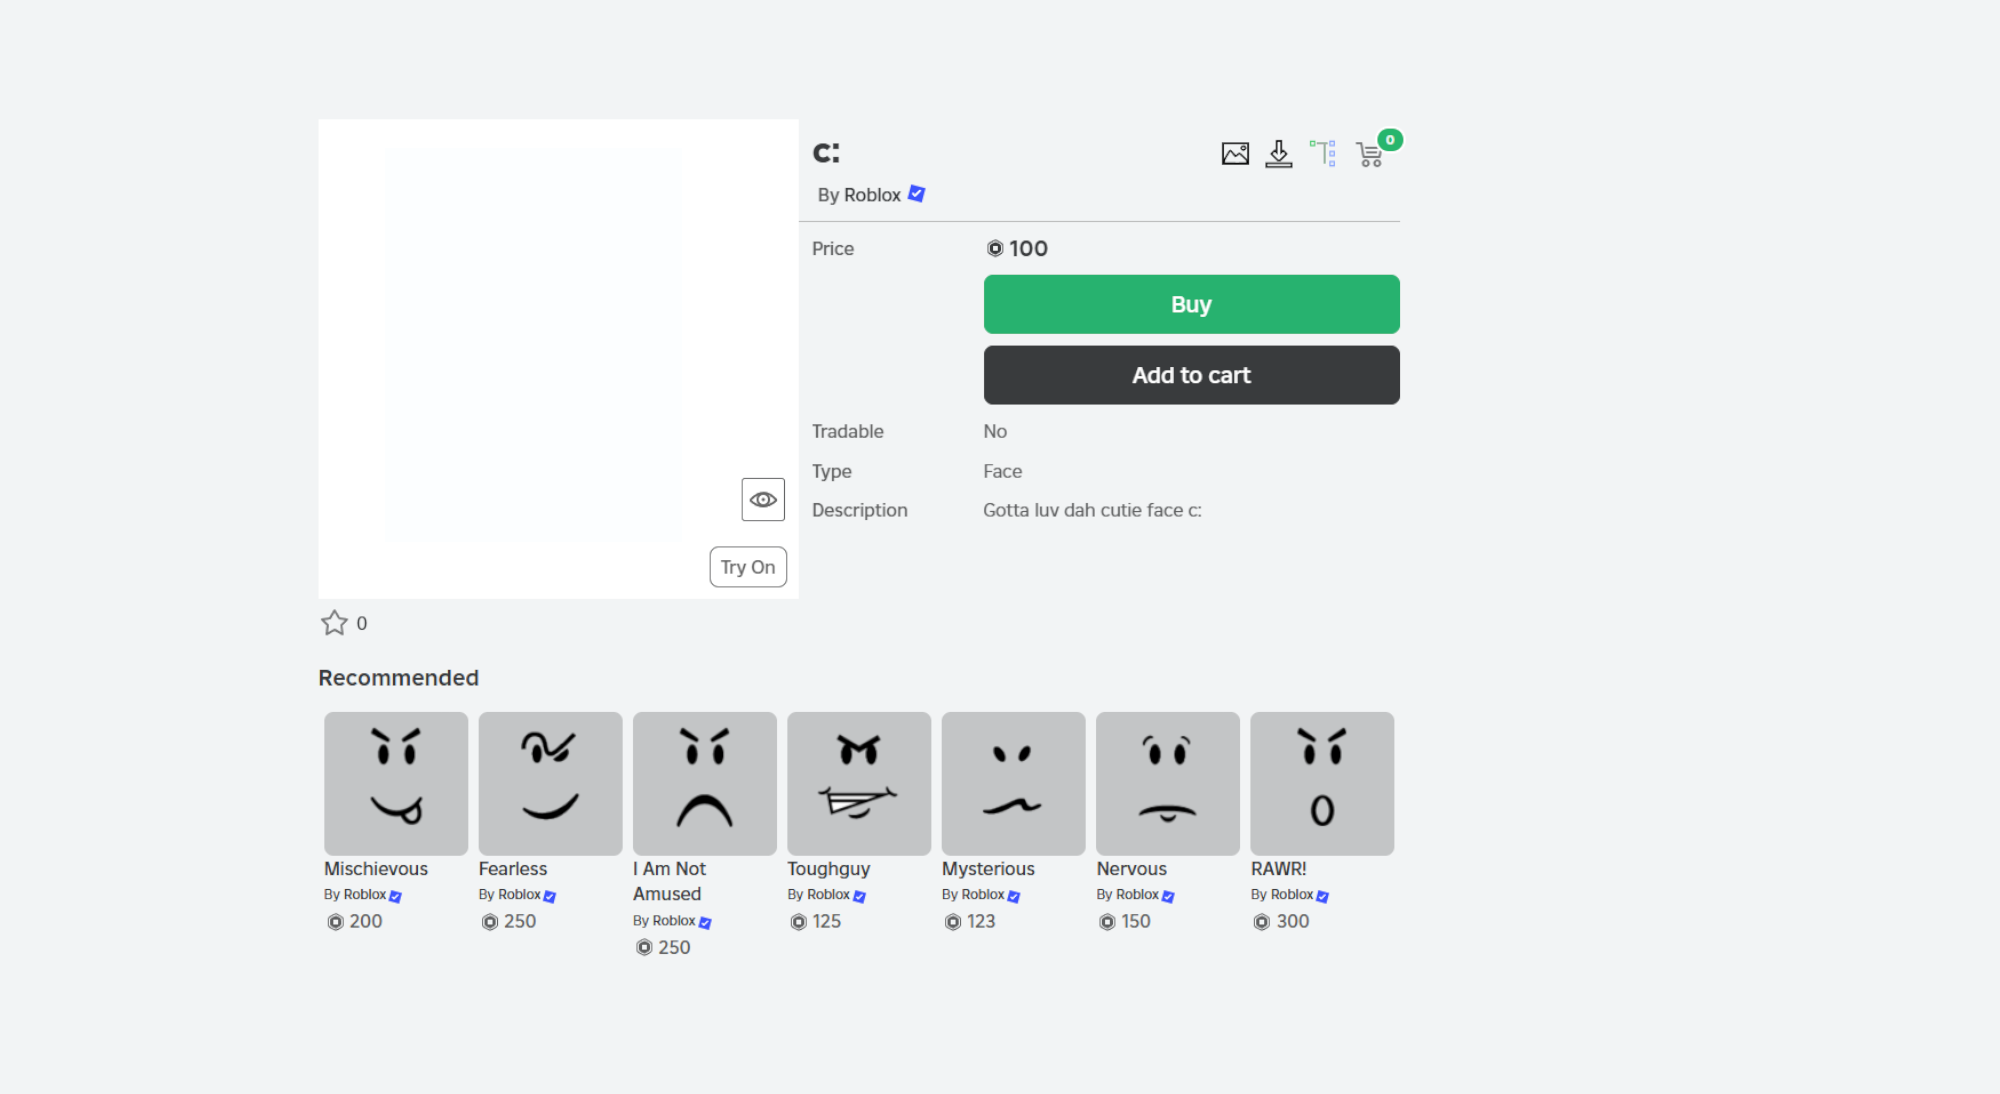 c:
0
By Roblox
Price
100
Buy
Add to cart
Tradable
No
Type
Face
Description
Gotta luv dah cutie face c:
Try On
0
Recommended
Mischievous
By Roblox
200
Fearless
By Roblox
250
I Am Not
Amused
By Roblox
250
Toughguy
By Roblox
125
Mysterious
By Roblox
123
Nervous
By Roblox
150
RAWR!
By Roblox
300